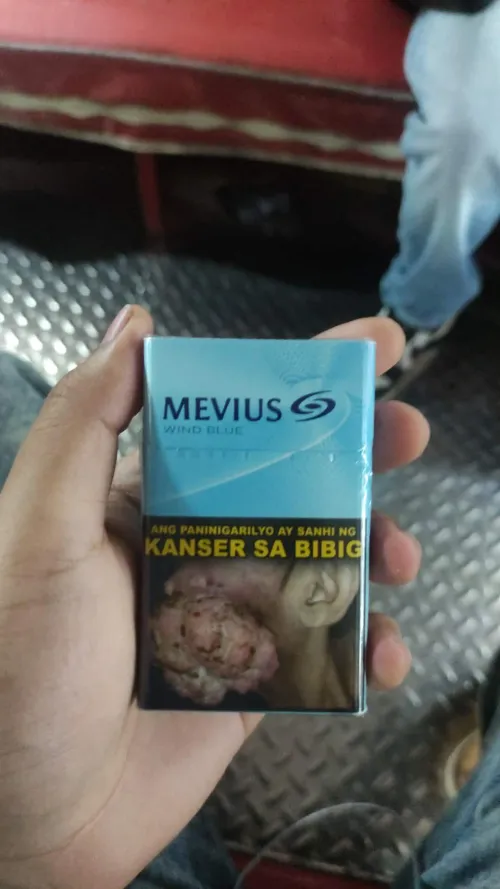 MEVIUS
WIND BLUE
ANG PANINIGARILYO AY SANHI NG
KANSER SA BIBIG